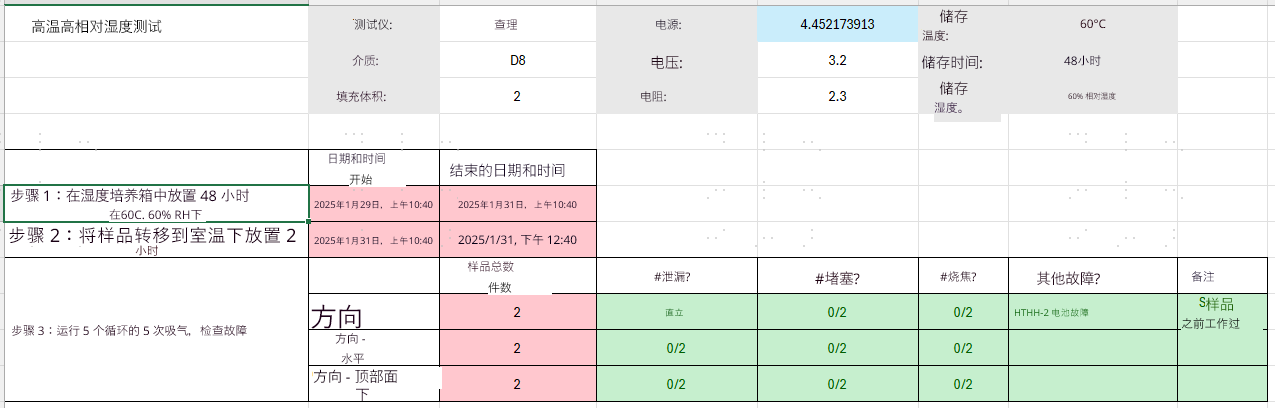 高温高相对湿度测试
测试仪:
查理
电源:
4.452173913
储存
温度:
60°C
介质:
D8
电压:
3.2
储存时间:
48小时
填充体积:
2
电阻:
2.3
储存
湿度。
60% 相对湿度
日期和时间
开始
结束的日期和时间
步骤 1：在湿度培养箱中放置 48 小时
在60C, 60% RH下
2025年1月29日，上午10:40
2025年1月31日，上午10:40
步骤 2：将样品转移到室温下放置 2
小时
2025年1月31日，上午10:40
2025/1/31, 下午 12:40
样品总数
件数
#泄漏?
#堵塞?
#烧焦?
其他故障?
备注
步骤 3：运行 5 个循环的 5 次吸气，检查故障
方向
2
直立
0/2
0/2
HTHH-2 电池故障
S样品
之前工作过
方向 -
水平
2
0/2
0/2
0/2
方向 - 顶部面
下
2
0/2
0/2
0/2